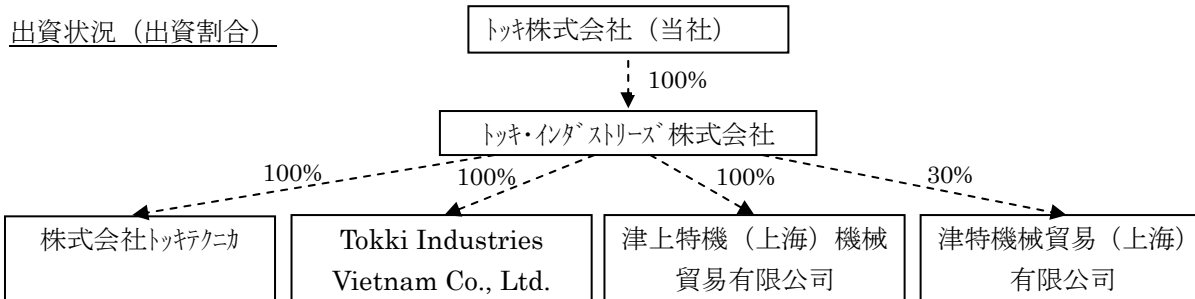 出資状況（出資割合）
ﾄｯｷ株式会社（当社）
100%
ﾄｯｷ・ｲﾝﾀﾞｽﾄﾘｰｽﾞ株式会社
100%
100%
100%
30%
株式会社ﾄｯｷﾃｸﾆｶ
Tokki Industries
Vietnam Co., Ltd.
津上特機（上海）機械
貿易有限公司
津特機械貿易（上海）
有限公司